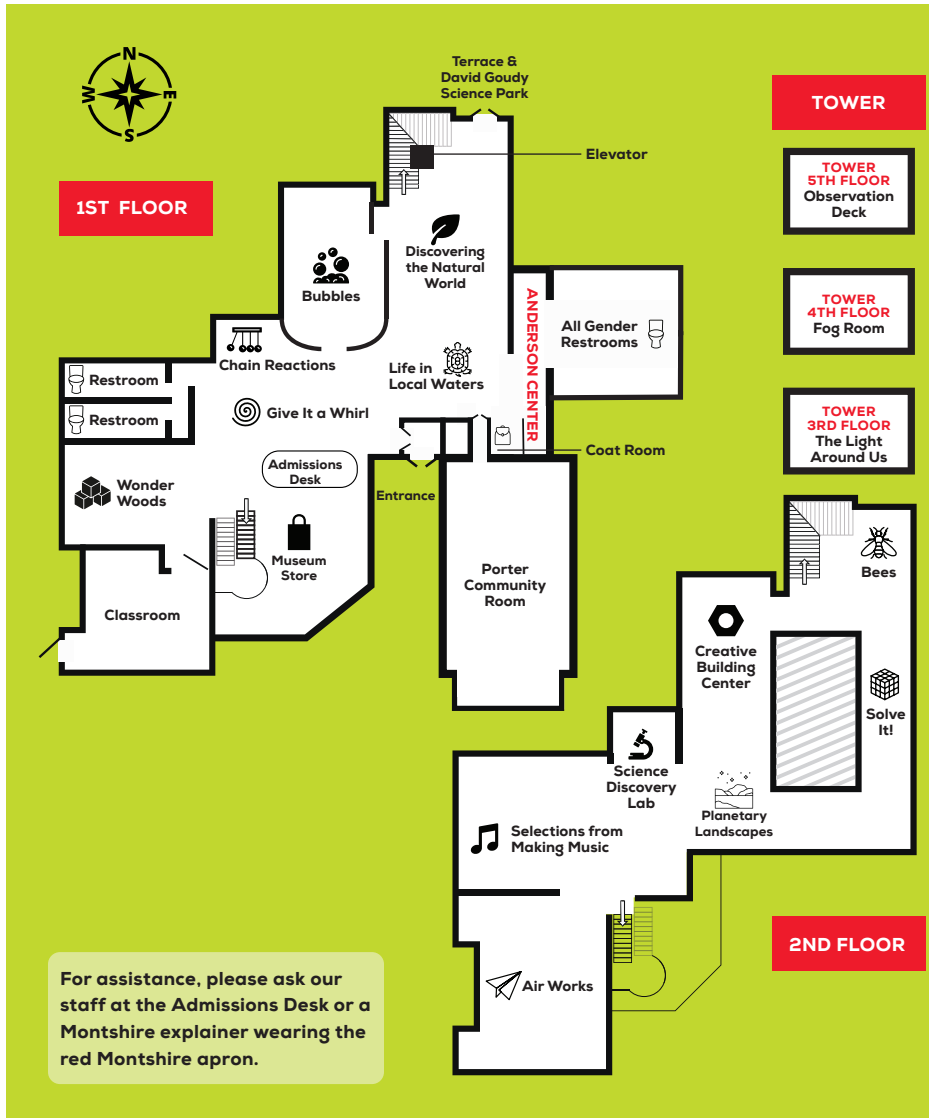 N
W
E
S
Terrace &
David Goudy
Science Park
TOWER
Elevator
1ST FLOOR
TOWER
5TH FLOOR
Observation
Deck
Discovering
the Natural
World
Bubbles
ANDERSON CENTER
All Gender
Restrooms
TOWER
4TH FLOOR
Fog Room
Chain Reactions
Life in
Local Waters
Restroom
Restroom
Give It a Whirl
TOWER
3RD FLOOR
The Light
Around Us
Coat Room
Admissions
Desk
Entrance
Wonder
Woods
Museum
Store
Classroom
Porter
Community
Room
Bees
Creative
Building
Center
Solve
It!
Science
Discovery
Lab
Planetary
Landscapes
Selections from
Making Music
2ND FLOOR
Air Works
For assistance, please ask our
staff at the Admissions Desk or a
Montshire explainer wearing the
red Montshire apron.